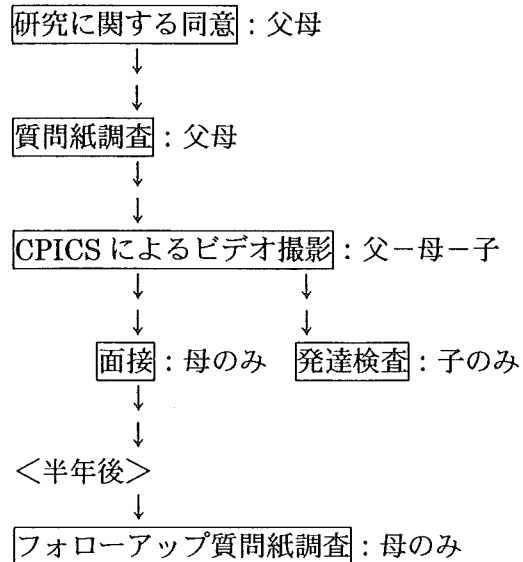 研究に関する同意：父母
↓
↓
質問紙調査：父母
↓
↓
CPICSによるビデオ撮影：父－母－子
↓ ↓
↓ ↓
面接：母のみ 発達検査：子のみ
↓
↓
＜半年後＞
↓
フォローアップ質問紙調査：母のみ